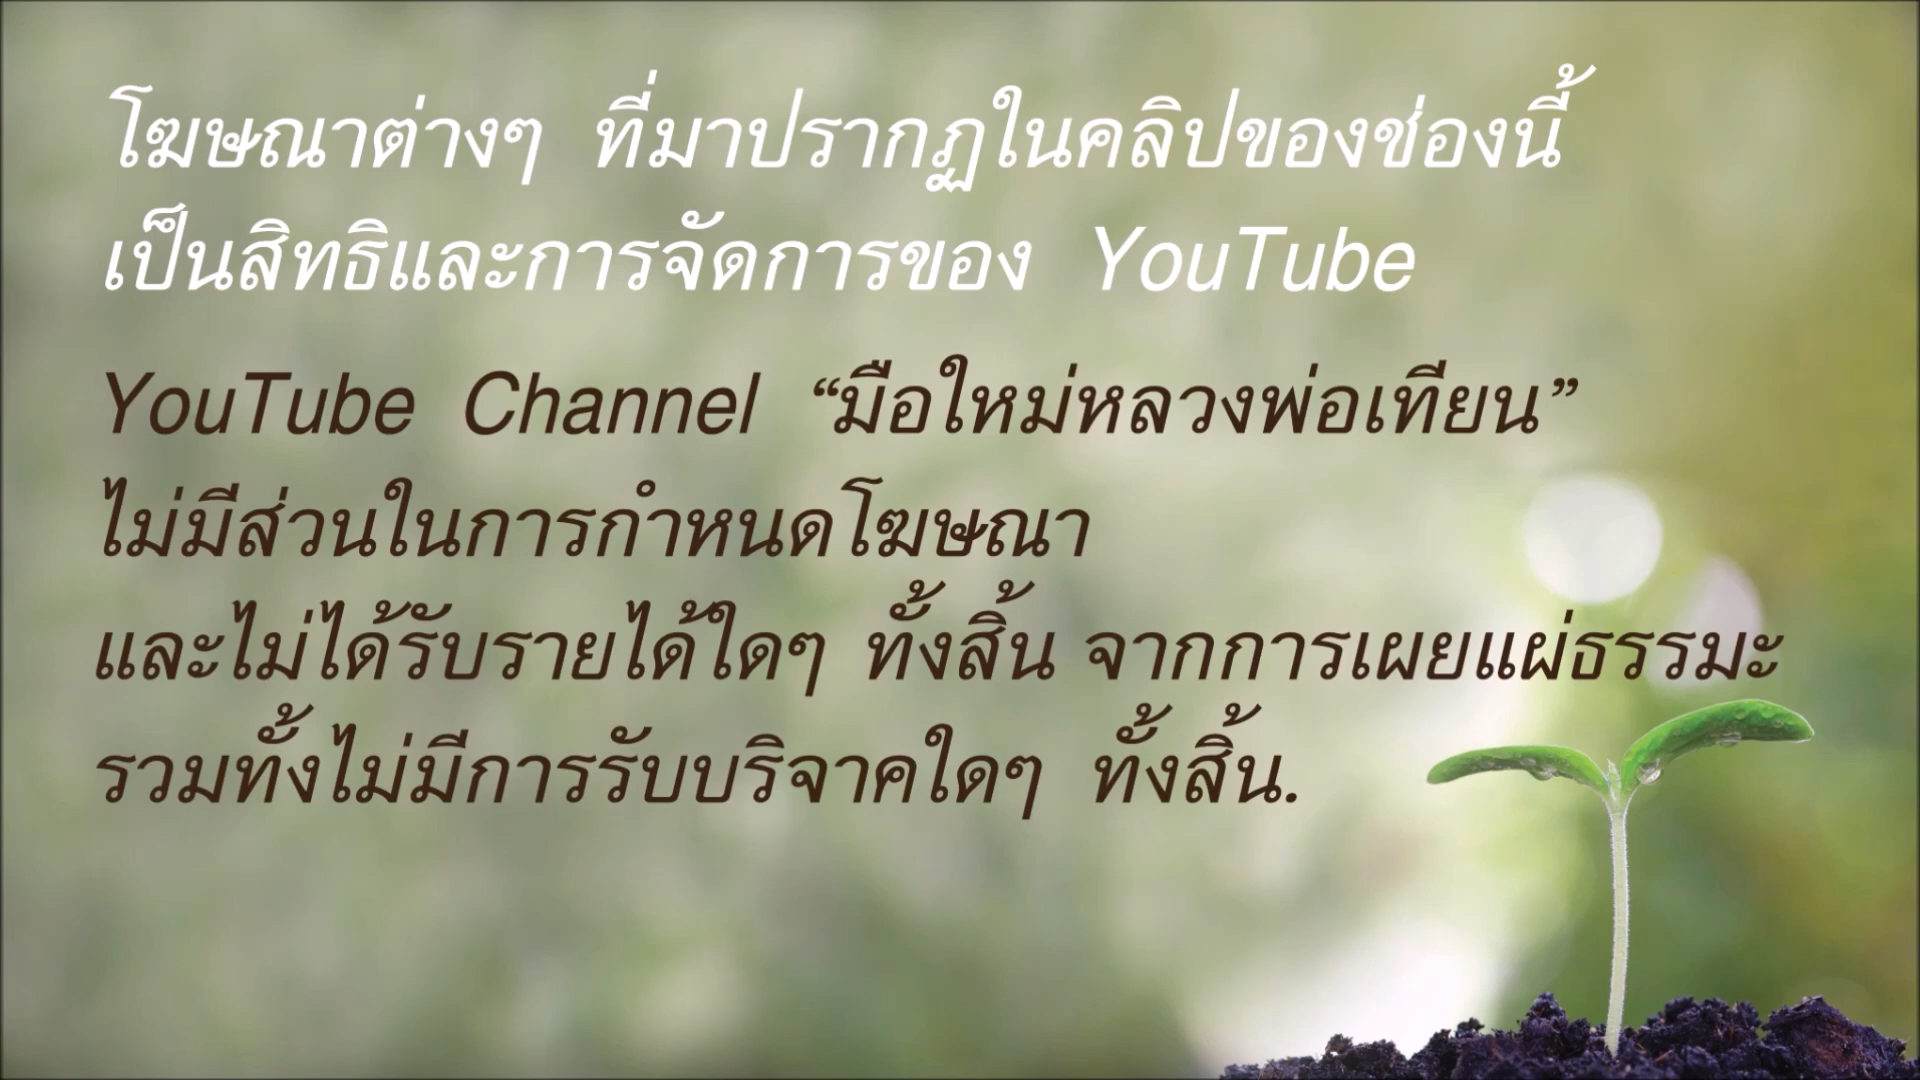 โฆษณาต่างๆ ที่มาปรากฏในคลิปของช่องนี้
เป็นสิทธิและการจัดการของ YouTube
YouTube Channel “มือใหม่หลวงพ่อเทียน”
ไม่มีส่วนในการกำหนดโฆษณา
และไม่ได้รับรายได้ใดๆ ทั้งสิ้น จากการเผยแผ่ธรรมะ
รวมทั้งไม่มีการรับบริจาคใดๆ ทั้งสิ้น.